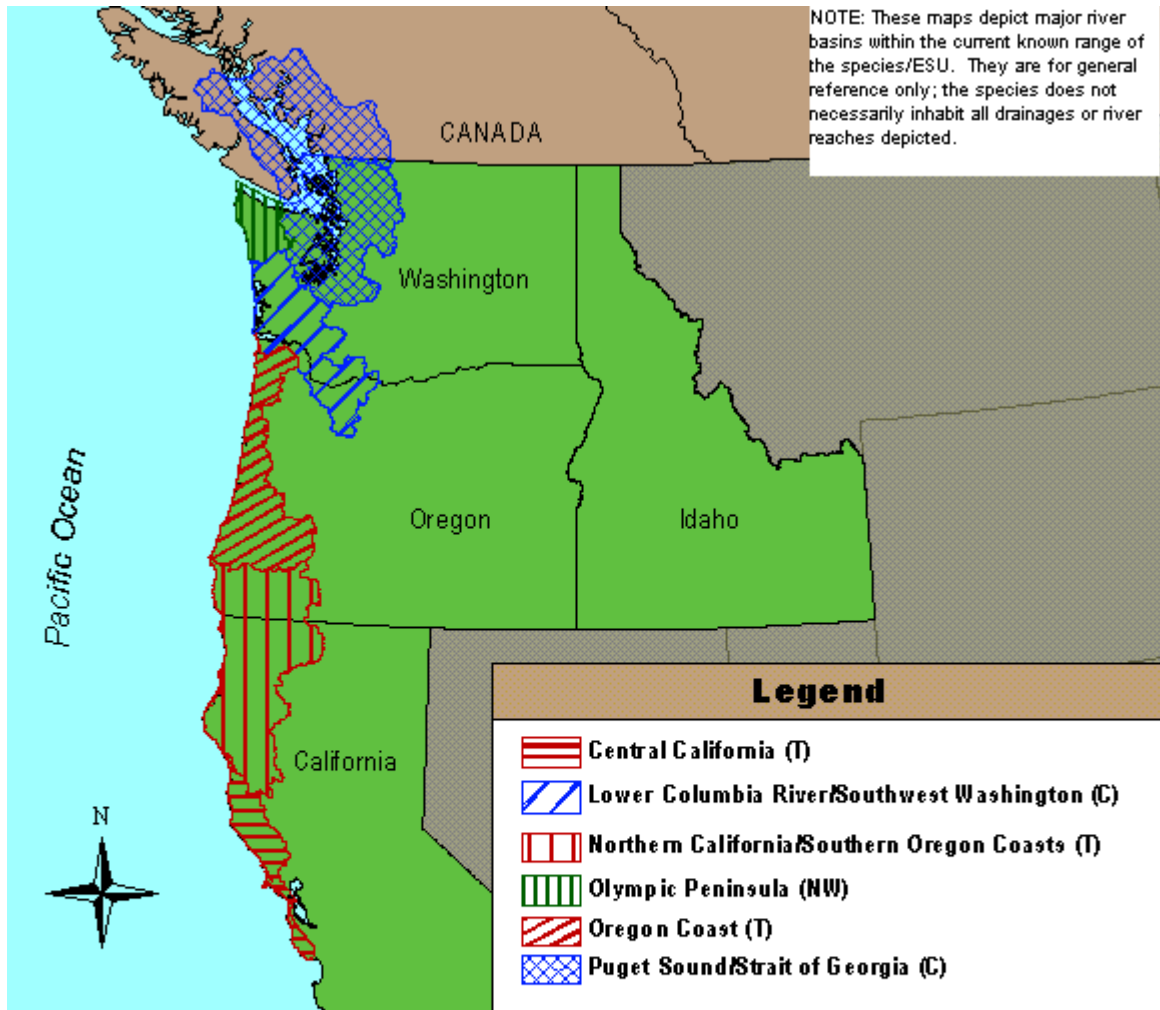 NOTE: These maps depict major river
basins within the current known range of
the species/ESU. They are for general
reference only; the species does not
necessarily inhabit all drainages or river
reaches depicted.
CANADA
Washington
Pacific Ocean
Oregon
Idaho
California
N
Legend
Central California (T)
Lower Columbia River/Southwest Washington (C)
Northern California/Southern Oregon Coasts (T)
Olympic Peninsula (NW)
Oregon Coast (T)
Puget Sound/Strait of Georgia (C)